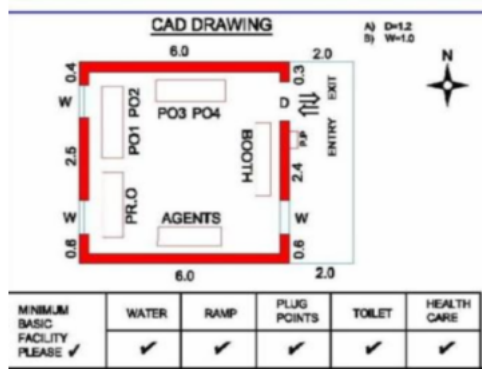 CAD DRAWING
A) D=1.2
B) W=1.0
6.0
2.0
N
0.4
0.3
W
PO1 PO2
PO3 PO4
D
EXIT
ENTRY
2.5
BOOTH
2.4
PR.O
AGENTS
W
W
0.6
0.6
6.0
2.0
MINIMUM BASIC FACILITY PLEASE ✓
WATER
RAMP
PLUG POINTS
TOILET
HEALTH CARE
✓ ✓ ✓ ✓ ✓